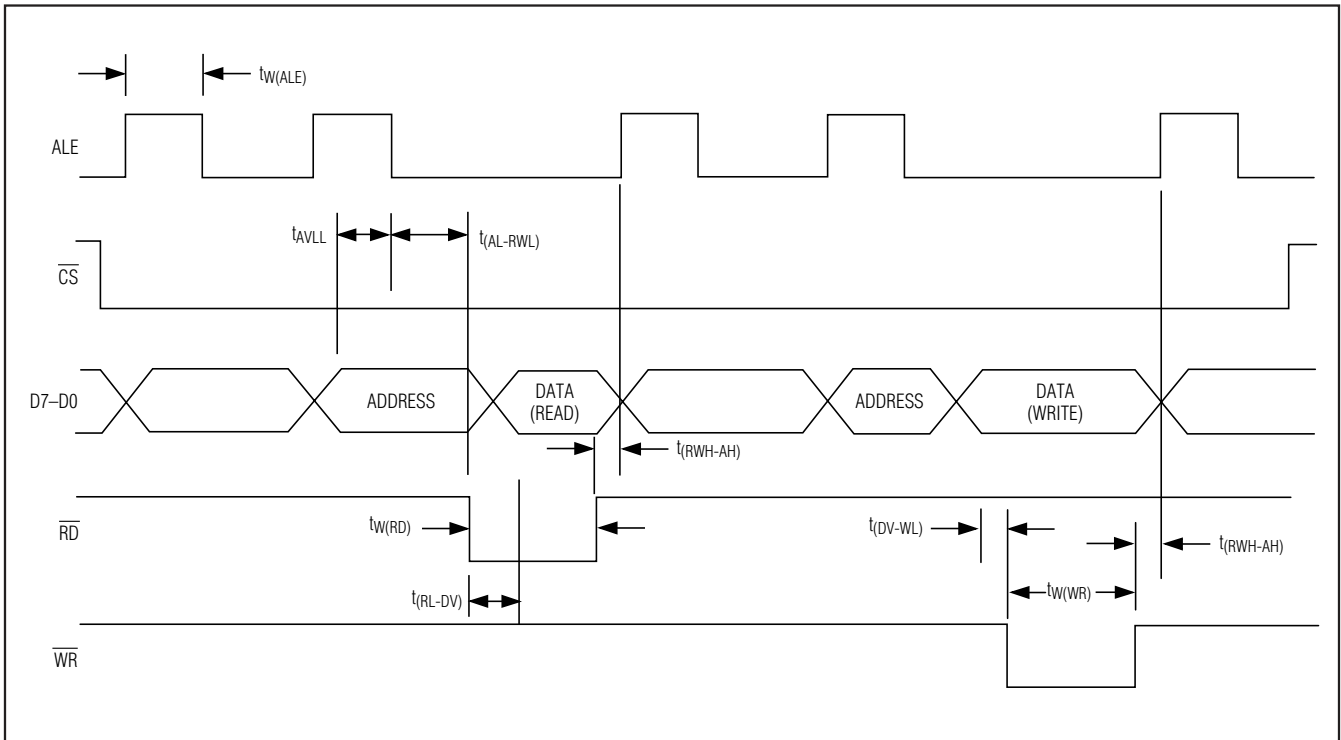 tW(ALE)
ALE
tAVLL
t(AL-RWL)
CS
D7–D0
ADDRESS
DATA
(READ)
ADDRESS
DATA
(WRITE)
t(RWH-AH)
tW(RD)
t(DV-WL)
t(RWH-AH)
RD
t(RL-DV)
tW(WR)
WR